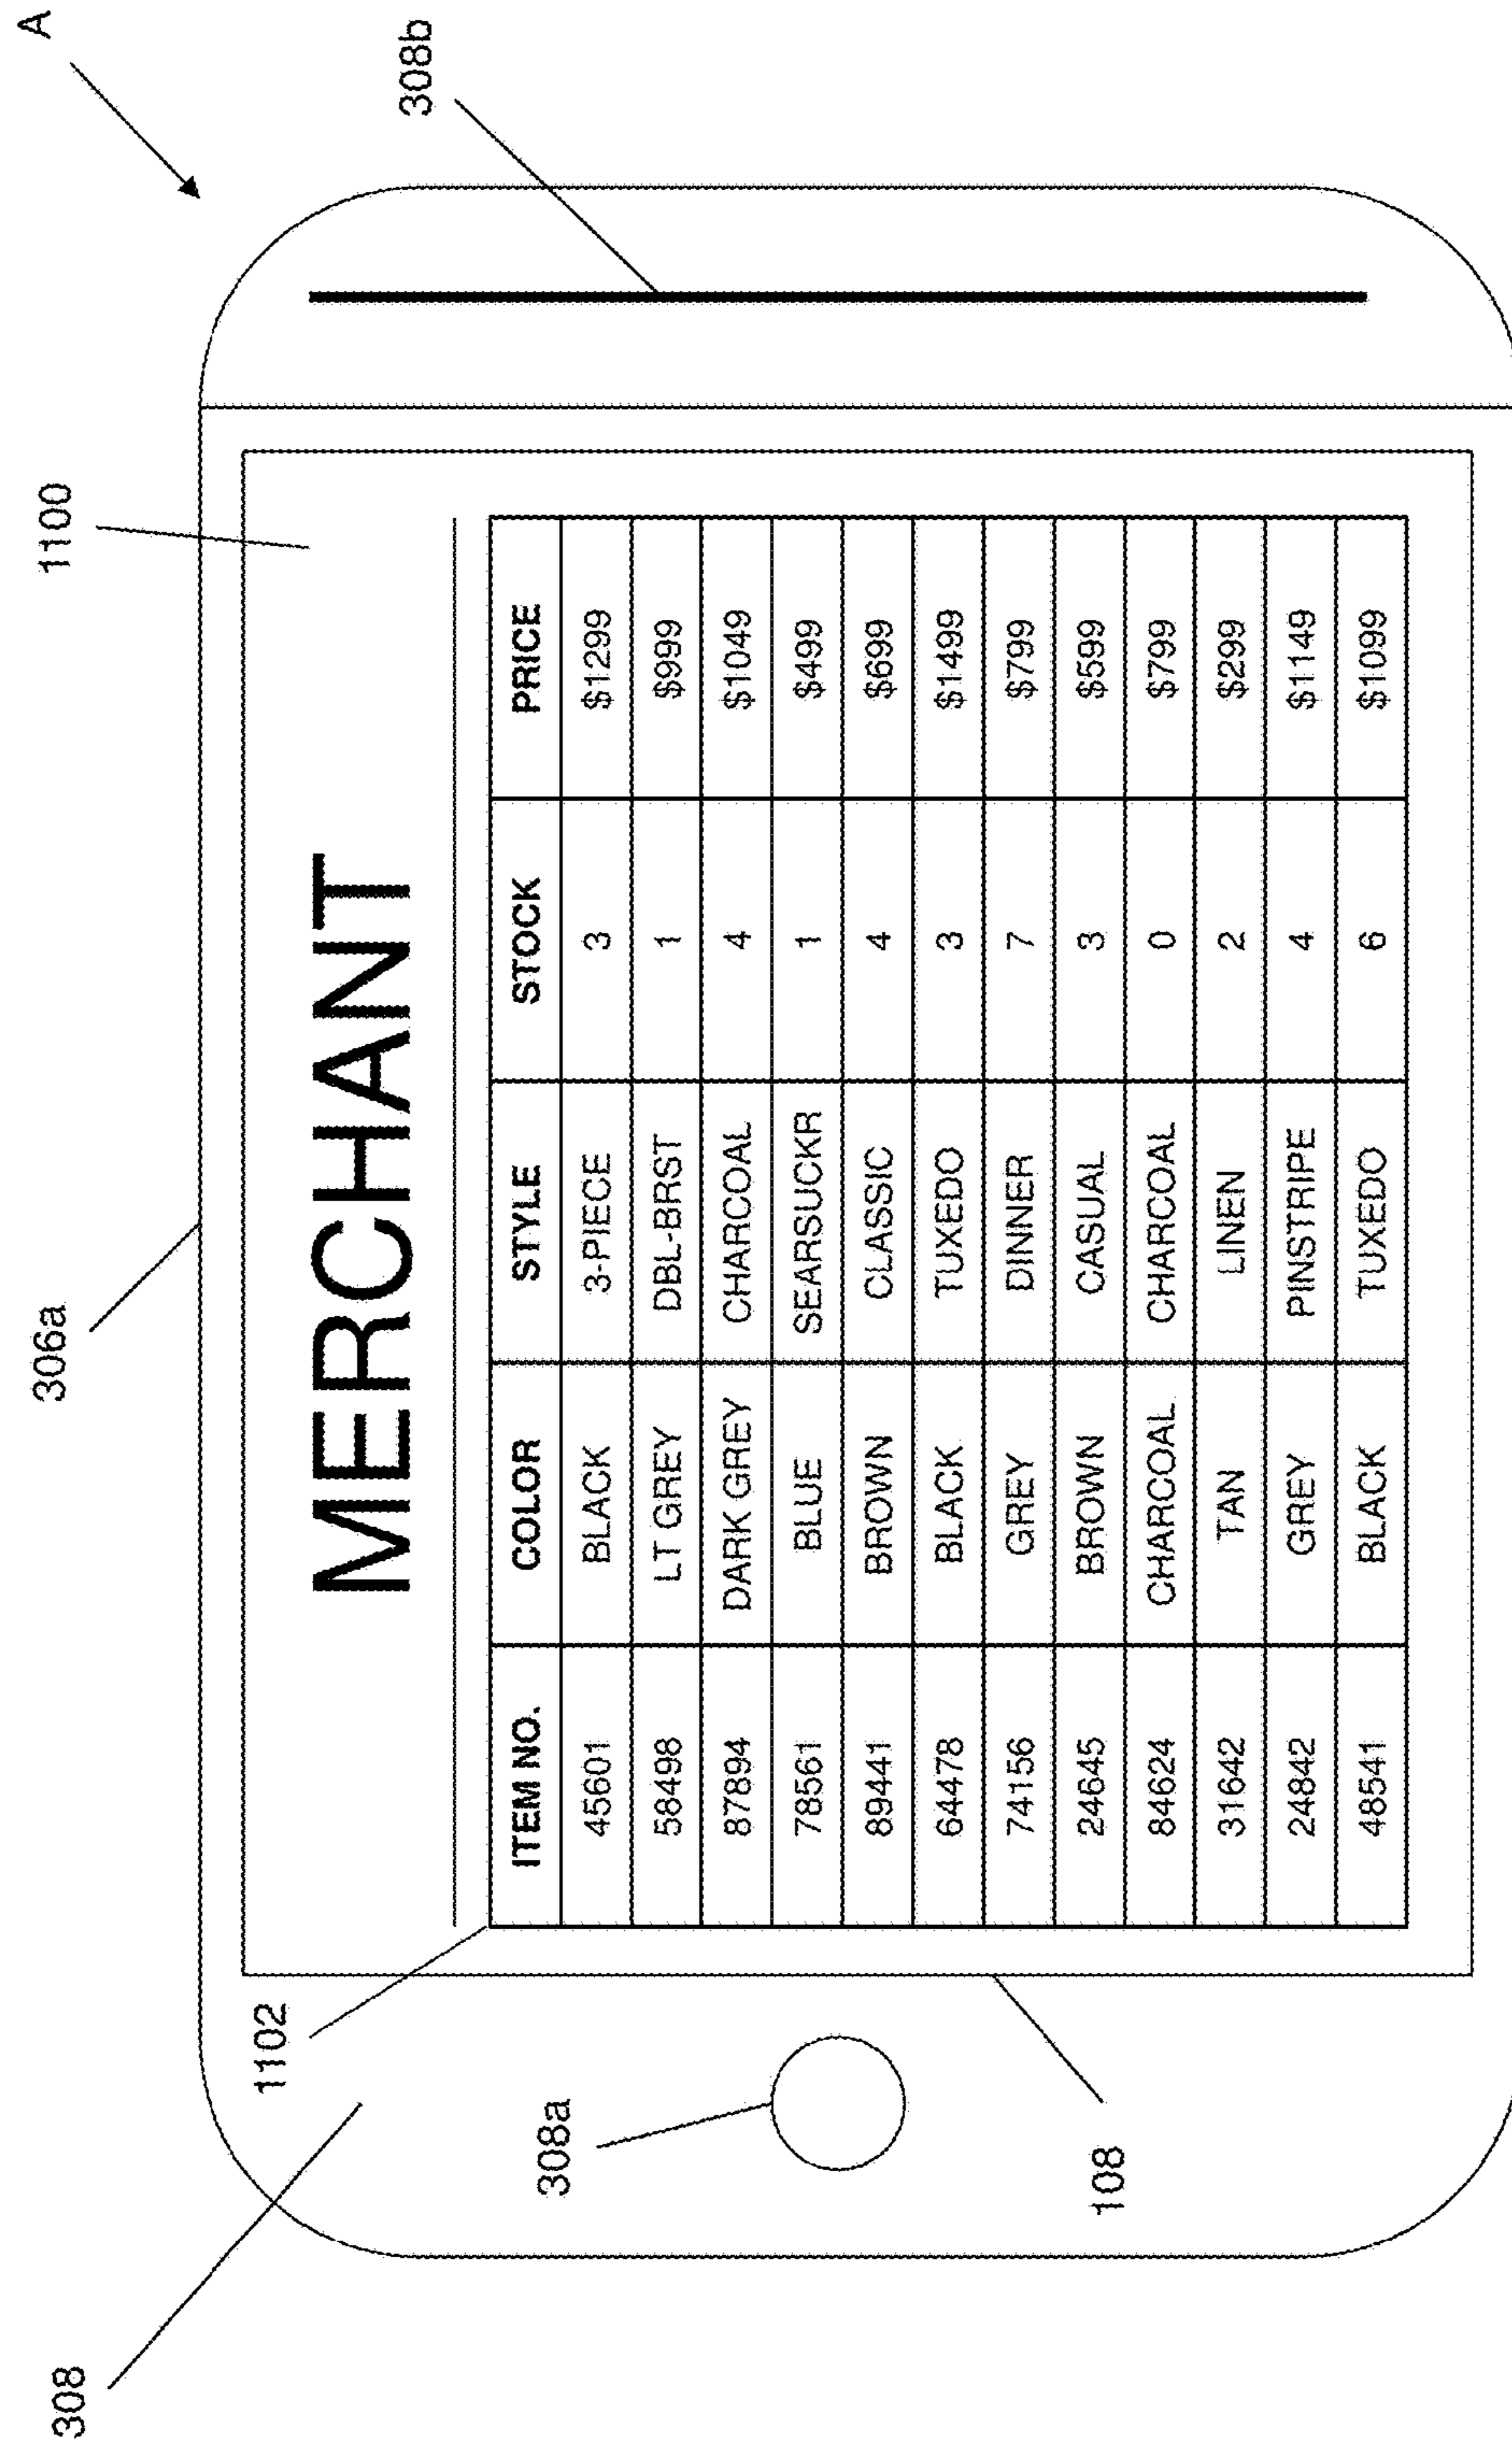 A
308b
1100
306a
308
1102
308a
108
MERCHANT
ITEM NO. COLOR STYLE STOCK PRICE
45601 BLACK 3-PIECE 3 $1299
58498 LT GREY DBL-BRST 1 $999
87894 DARK GREY CHARCOAL 4 $1049
78561 BLUE SEARSUCKR 1 $499
89441 BROWN CLASSIC 4 $699
64478 BLACK TUXEDO 3 $1499
74156 GREY DINNER 7 $799
24645 BROWN CASUAL 3 $599
84624 CHARCOAL CHARCOAL 0 $799
31642 TAN LINEN 2 $299
24842 GREY PINSTRIPE 4 $1149
48541 BLACK TUXEDO 6 $1099